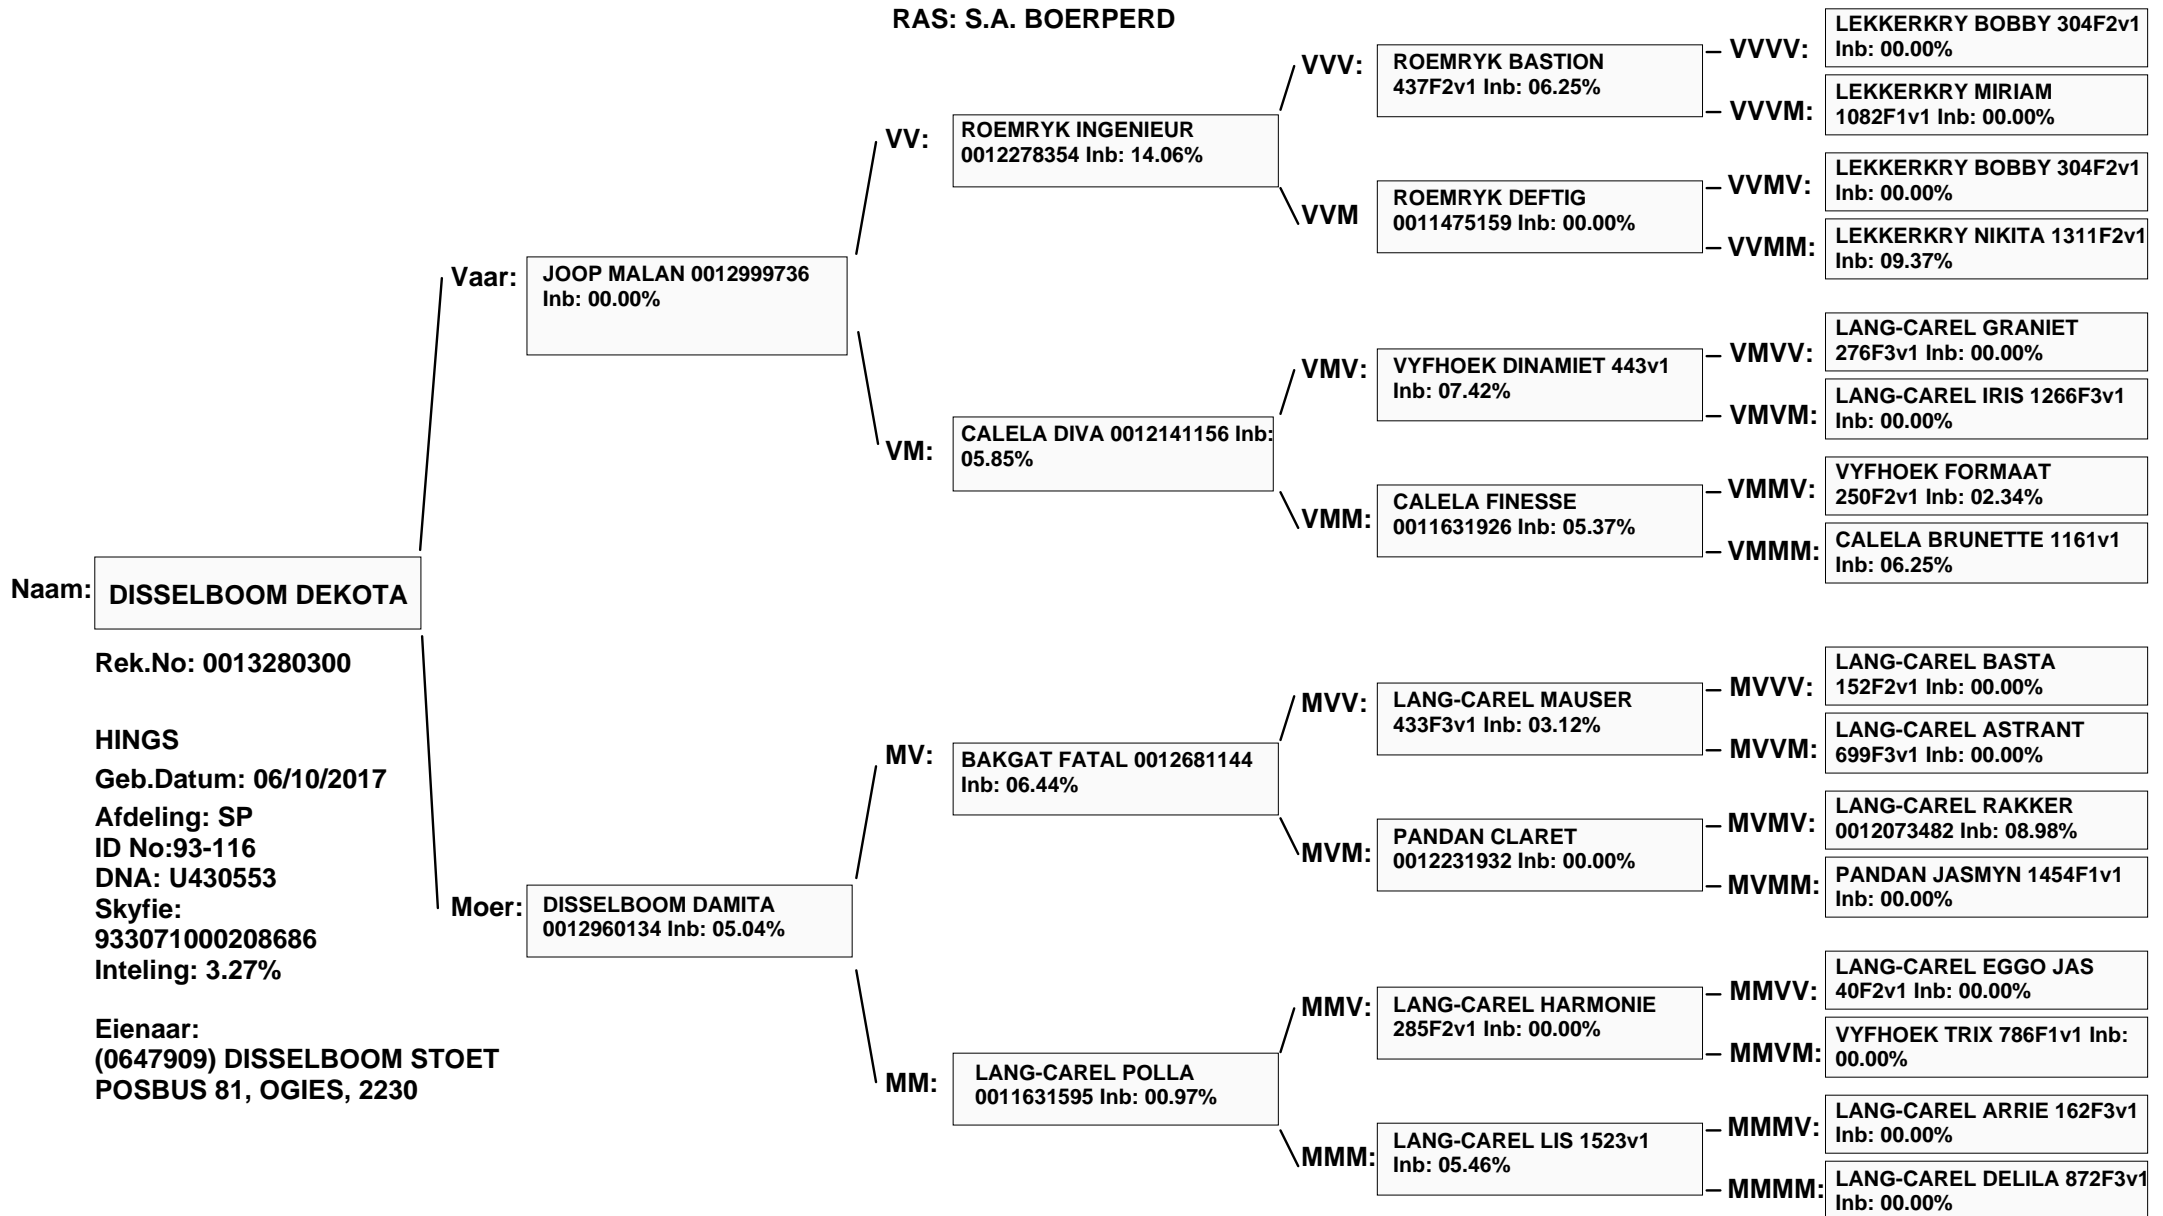 RAS: S.A. BOERPERD
Naam: DISSELBOOM DEKOTA
Rek.No: 0013280300
HINGS
Geb.Datum: 06/10/2017
Afdeling: SP
ID No:93-116
DNA: U430553
Skyfie:
933071000208686
Inteling: 3.27%
Eienaar:
(0647909) DISSELBOOM STOET
POSBUS 81, OGIES, 2230
Vaar: JOOP MALAN 0012999736
Inb: 00.00%
Moer: DISSELBOOM DAMITA
0012960134 Inb: 05.04%
VV: ROEMRYK INGENIEUR
0012278354 Inb: 14.06%
VM: CALELA DIVA 0012141156 Inb:
05.85%
MV: BAKGAT FATAL 0012681144
Inb: 06.44%
MM: LANG-CAREL POLLA
0011631595 Inb: 00.97%
VVV: ROEMRYK BASTION
437F2v1 Inb: 06.25%
VVM ROEMRYK DEFTIG
0011475159 Inb: 00.00%
VMV: VYFHOEK DINAMIET 443v1
Inb: 07.42%
VMM: CALELA FINESSE
0011631926 Inb: 05.37%
MVV: LANG-CAREL MAUSER
433F3v1 Inb: 03.12%
MVM: PANDAN CLARET
0012231932 Inb: 00.00%
MMV: LANG-CAREL HARMONIE
285F2v1 Inb: 00.00%
MMM: LANG-CAREL LIS 1523v1
Inb: 05.46%
VVVV: LEKKERKRY BOBBY 304F2v1
Inb: 00.00%
VVVM: LEKKERKRY MIRIAM
1082F1v1 Inb: 00.00%
VVMV: LEKKERKRY BOBBY 304F2v1
Inb: 00.00%
VVMM: LEKKERKRY NIKITA 1311F2v1
Inb: 09.37%
VMVV: LANG-CAREL GRANIET
276F3v1 Inb: 00.00%
VMVM: LANG-CAREL IRIS 1266F3v1
Inb: 00.00%
VMMV: VYFHOEK FORMAAT
250F2v1 Inb: 02.34%
VMMM: CALELA BRUNETTE 1161v1
Inb: 06.25%
MVVV: LANG-CAREL BASTA
152F2v1 Inb: 00.00%
MVVM: LANG-CAREL ASTRANT
699F3v1 Inb: 00.00%
MVMV: LANG-CAREL RAKKER
0012073482 Inb: 08.98%
MVMM: PANDAN JASMYN 1454F1v1
Inb: 00.00%
MMVV: LANG-CAREL EGGO JAS
40F2v1 Inb: 00.00%
MMVM: VYFHOEK TRIX 786F1v1 Inb:
00.00%
MMMV: LANG-CAREL ARRIE 162F3v1
Inb: 00.00%
MMMM: LANG-CAREL DELILA 872F3v1
Inb: 00.00%